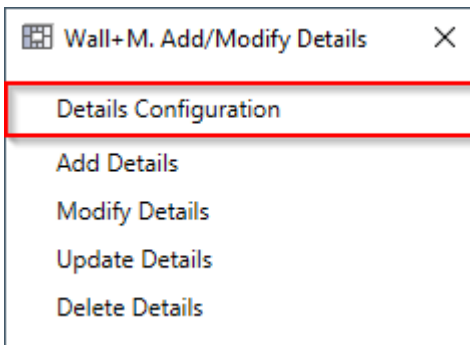 Wall+M. Add/Modify Details
Details Configuration
Add Details
Modify Details
Update Details
Delete Details